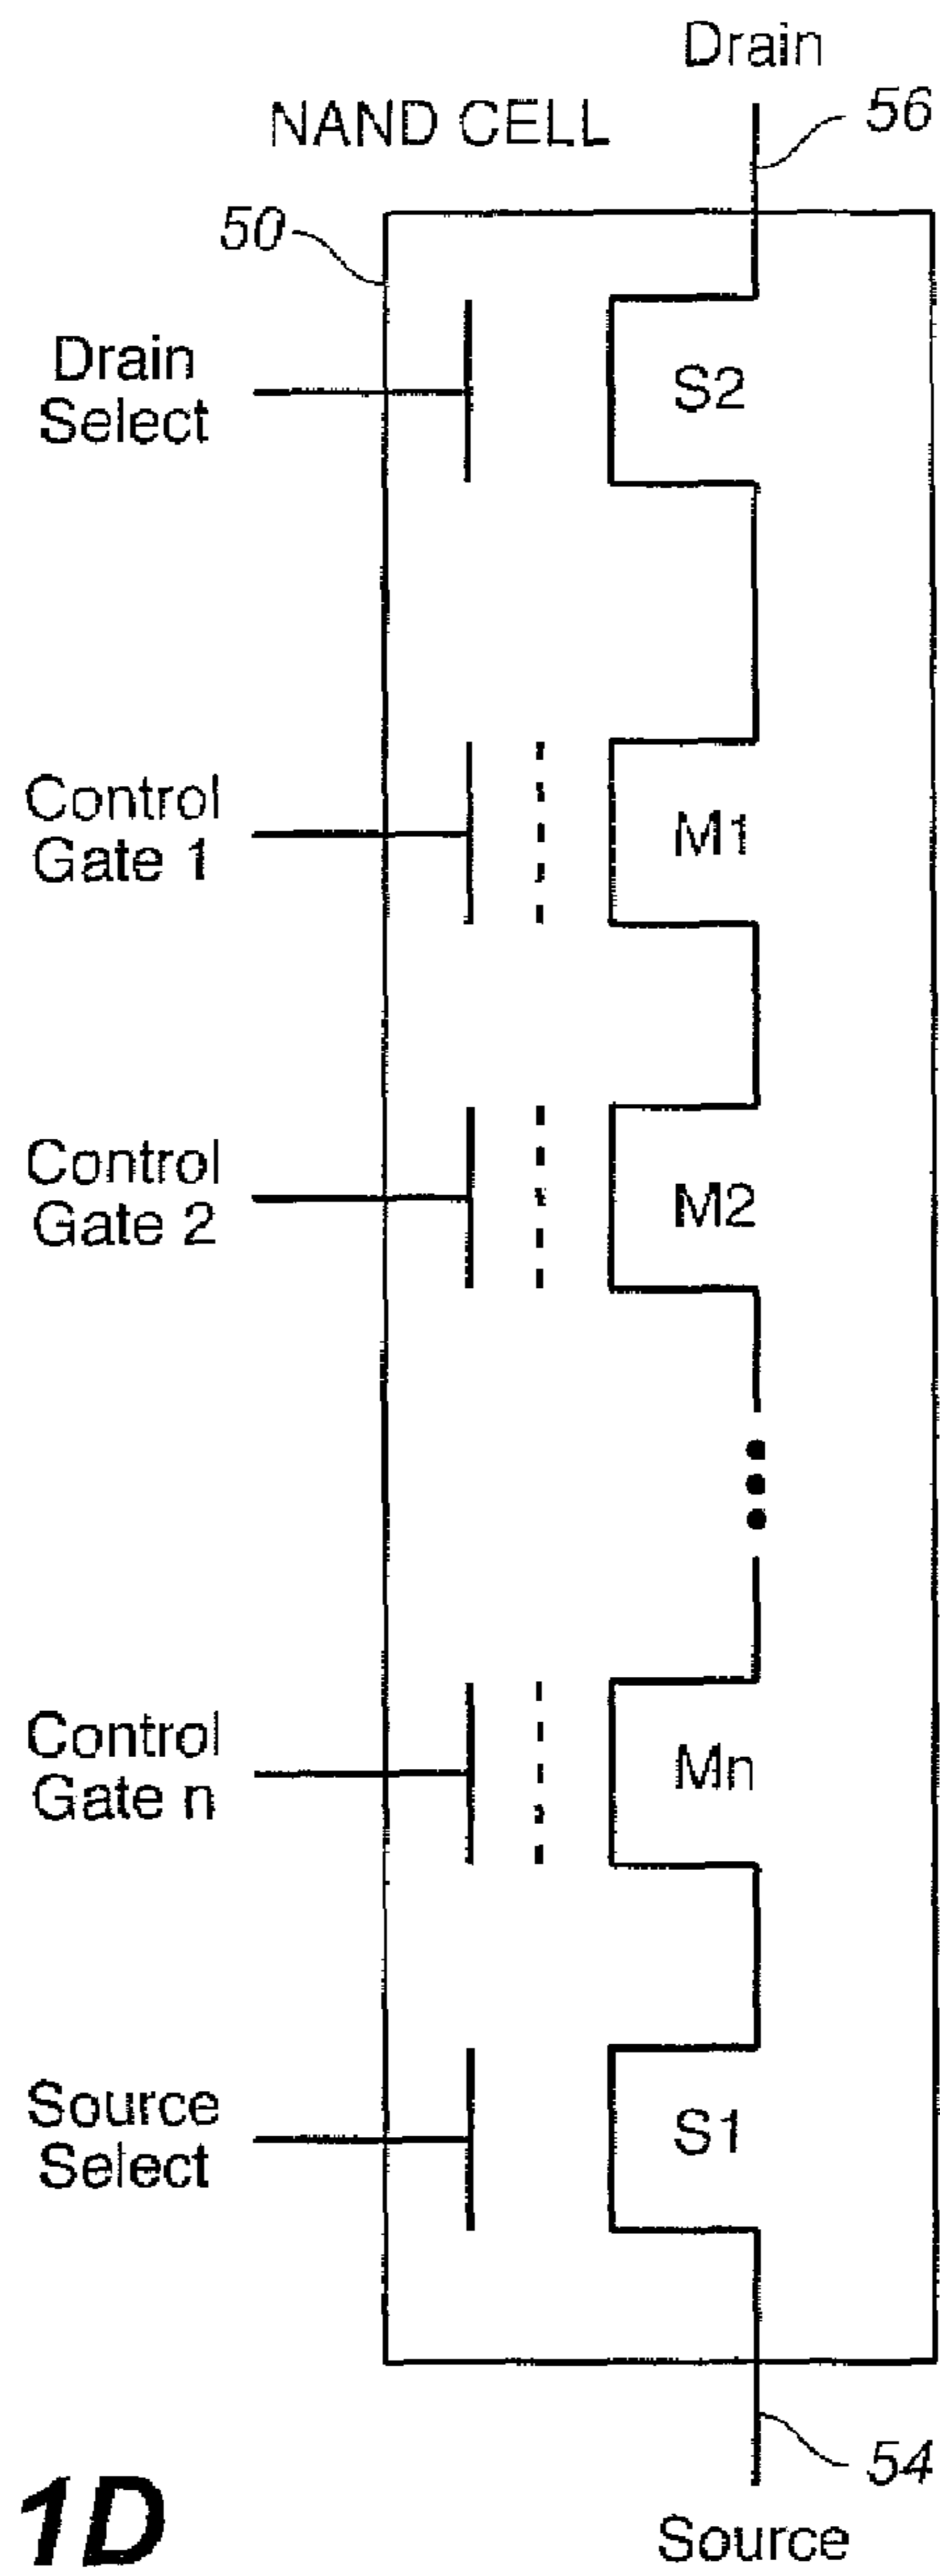 Drain
56
NAND CELL
50
Drain
Select
S2
Control
Gate 1
M1
Control
Gate 2
M2
Control
Gate n
Mn
Source
Select
S1
54
1D
Source